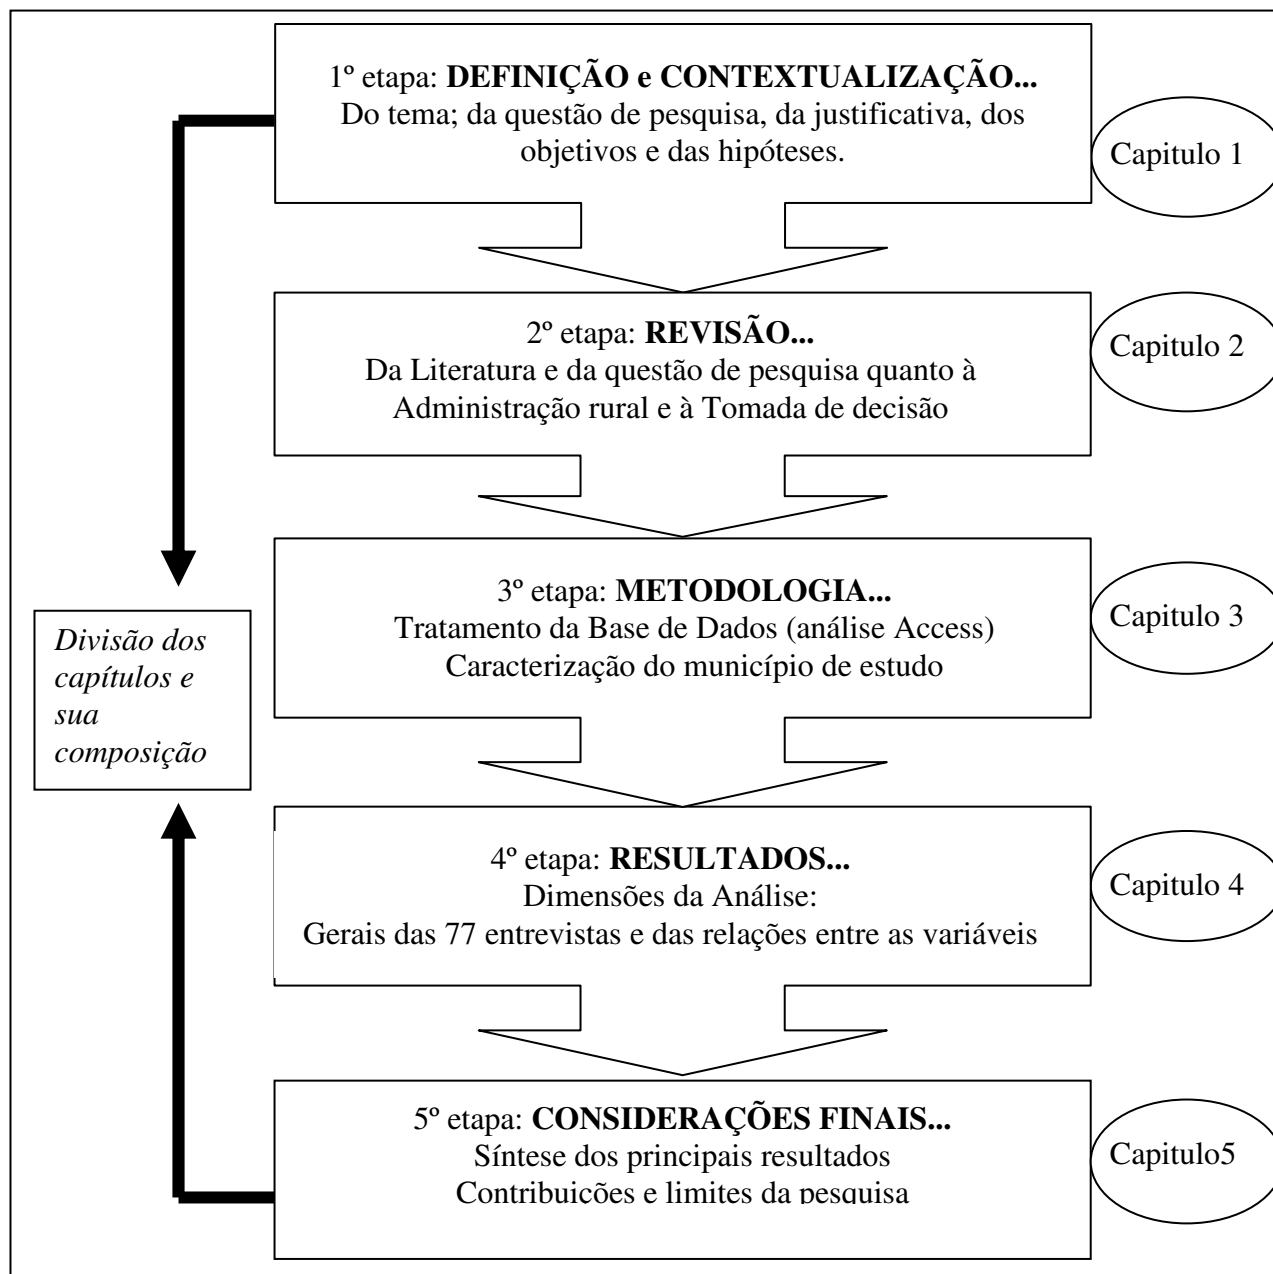 1º etapa: DEFINIÇÃO e CONTEXTUALIZAÇÃO...
Do tema; da questão de pesquisa, da justificativa, dos
objetivos e das hipóteses.
Capitulo 1
2º etapa: REVISÃO...
Da Literatura e da questão de pesquisa quanto à
Administração rural e à Tomada de decisão
Capitulo 2
3º etapa: METODOLOGIA...
Tratamento da Base de Dados (análise Access)
Caracterização do município de estudo
Capitulo 3
Divisão dos
capítulos e
sua
composição
4º etapa: RESULTADOS...
Dimensões da Análise:
Gerais das 77 entrevistas e das relações entre as variáveis
Capitulo 4
5º etapa: CONSIDERAÇÕES FINAIS...
Síntese dos principais resultados
Contribuições e limites da pesquisa
Capitulo5